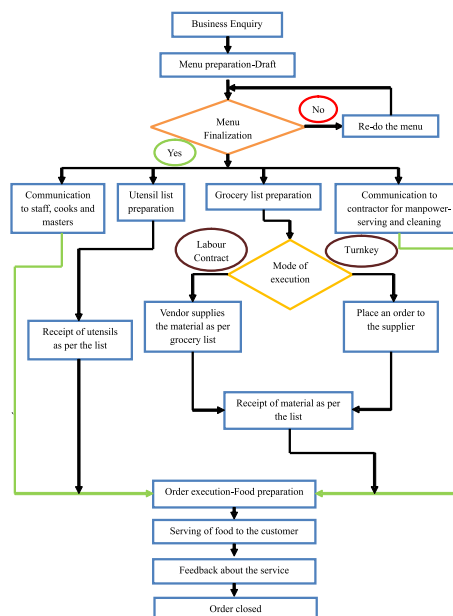 Business Enquiry
Menu preparation-Draft
No
Menu
Finalization
Re-do the menu
Yes
Communication
to staff, cooks and
masters
Utensil list
preparation
Grocery list preparation
Communication to
contractor for manpower-
serving and cleaning
Labour
Contract
Turnkey
Mode of
execution
Receipt of utensils
as per the list
Vendor supplies
the material as per
grocery list
Place an order to
the supplier
Receipt of material as per
the list
Order execution-Food preparation
Serving of food to the customer
Feedback about the service
Order closed